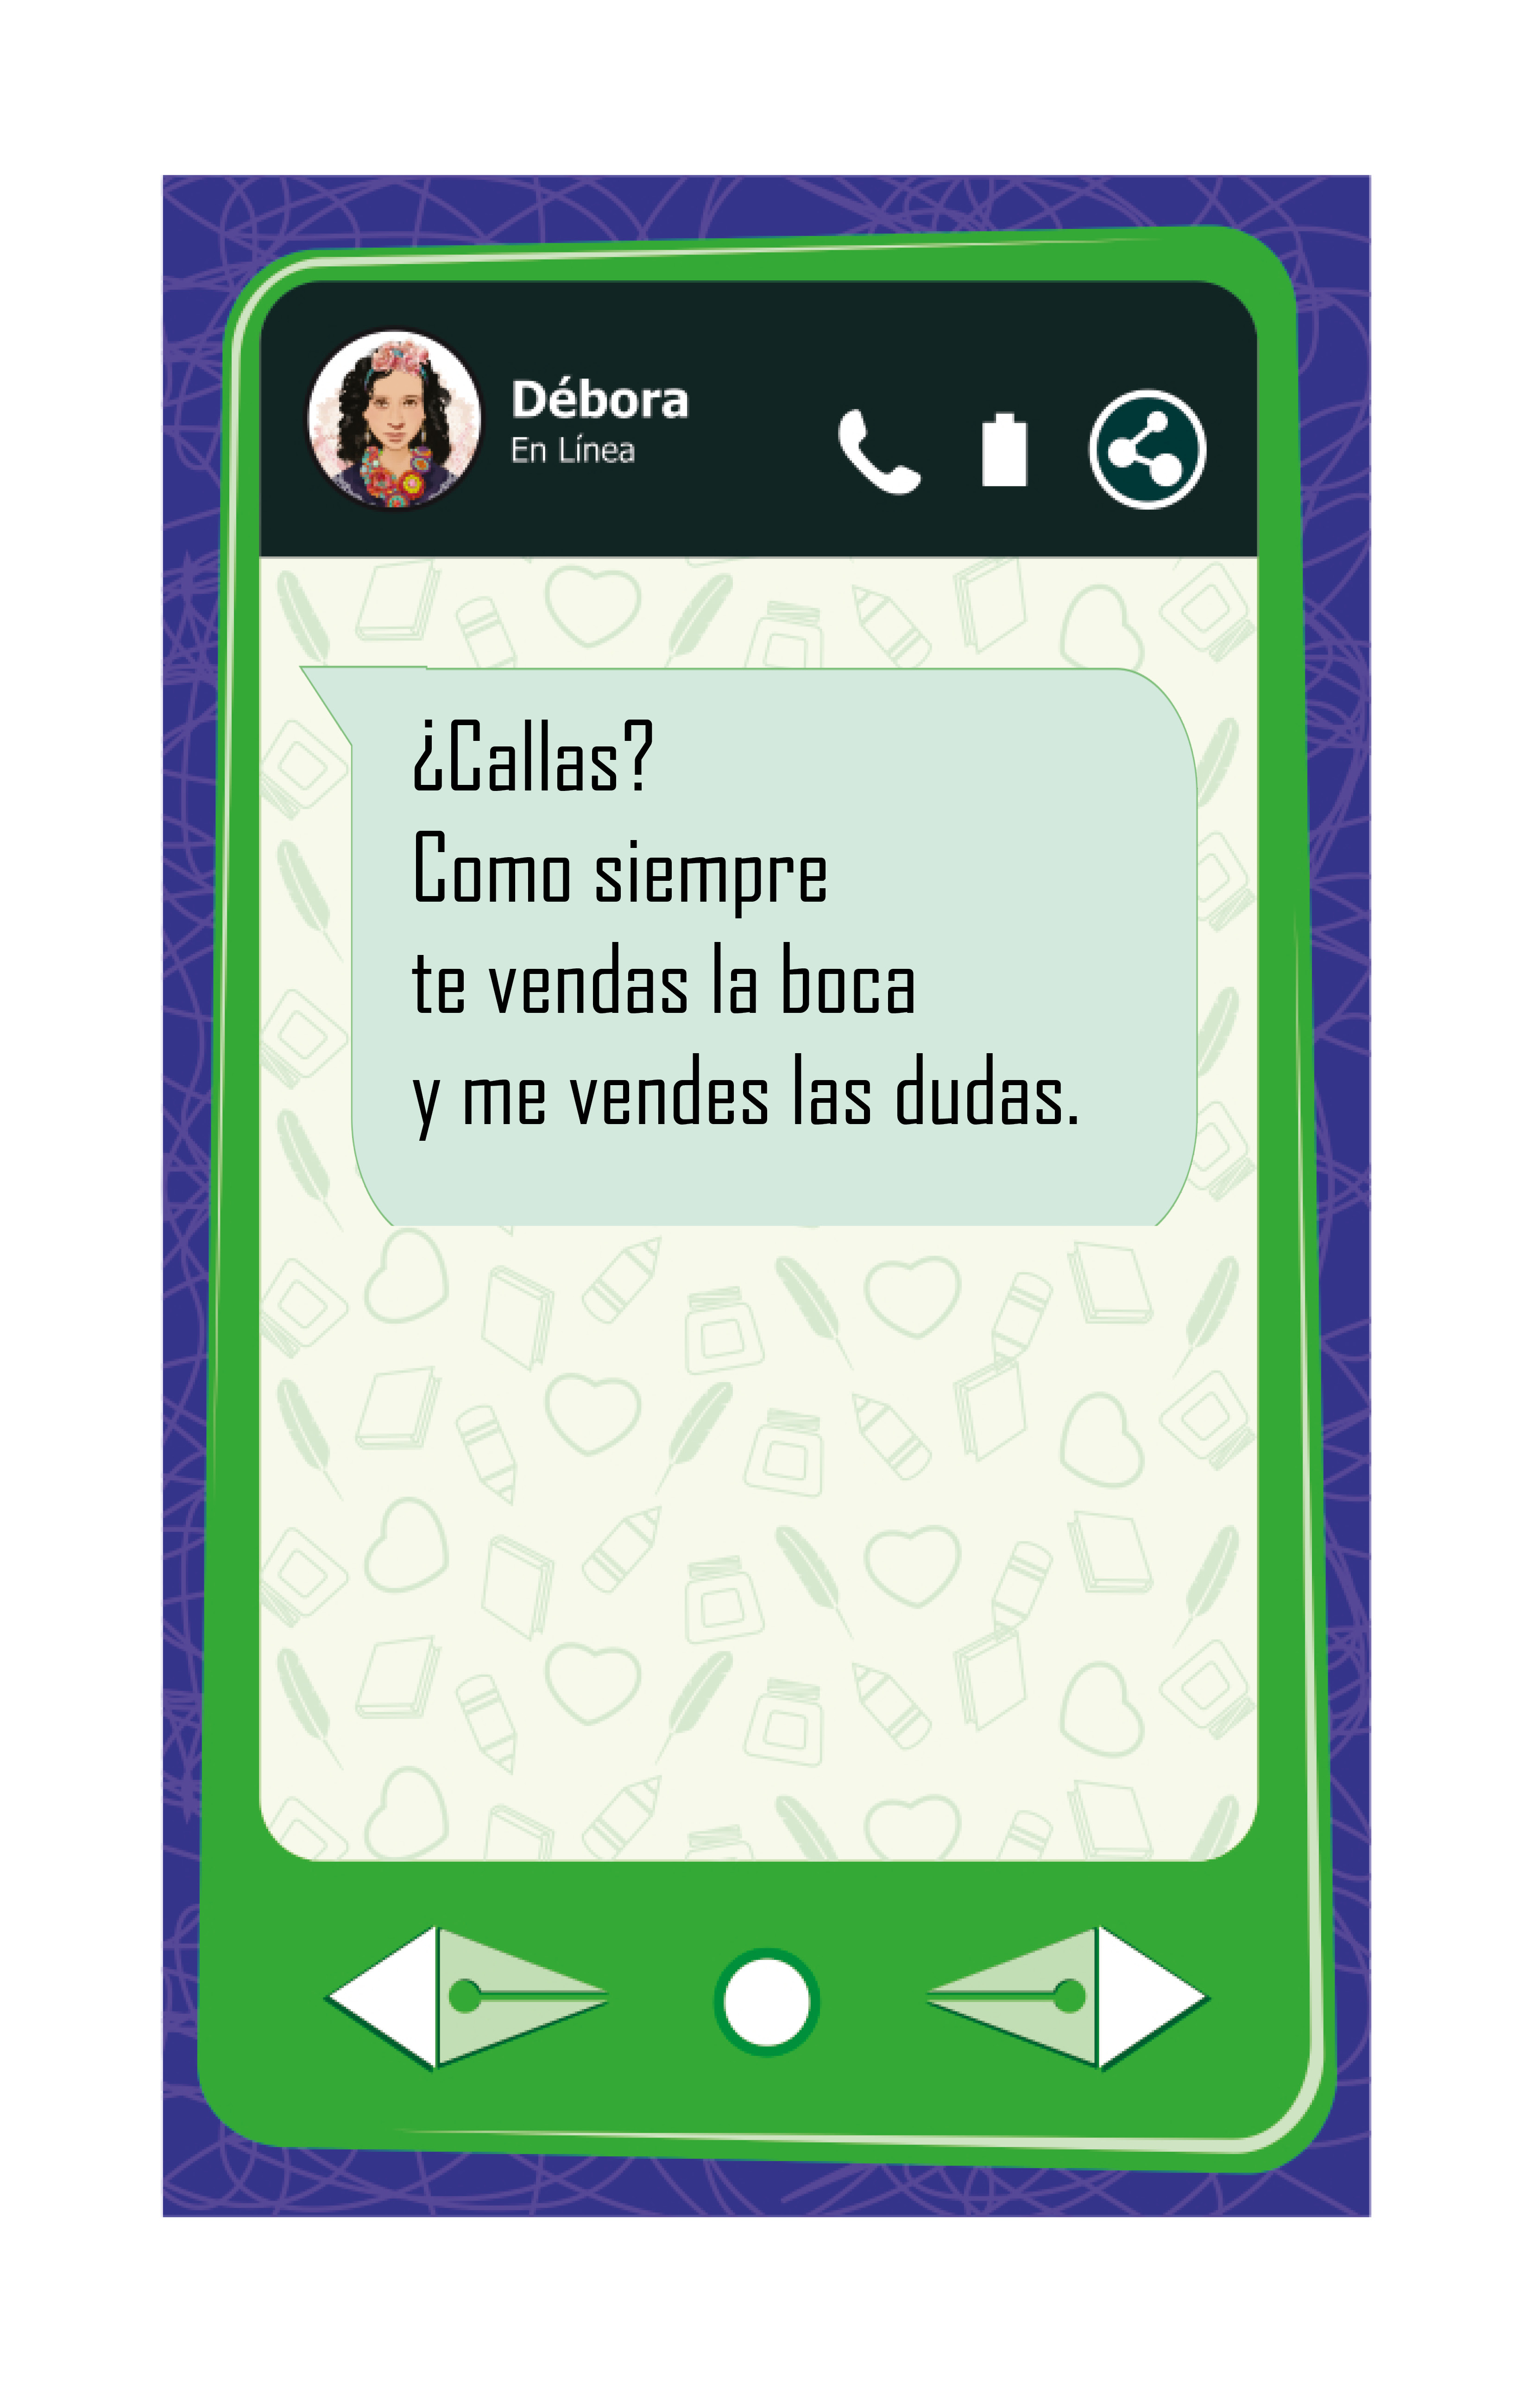 Débora
En Línea
¿Callas?
Como siempre
te vendas la boca
y me vendes las dudas.